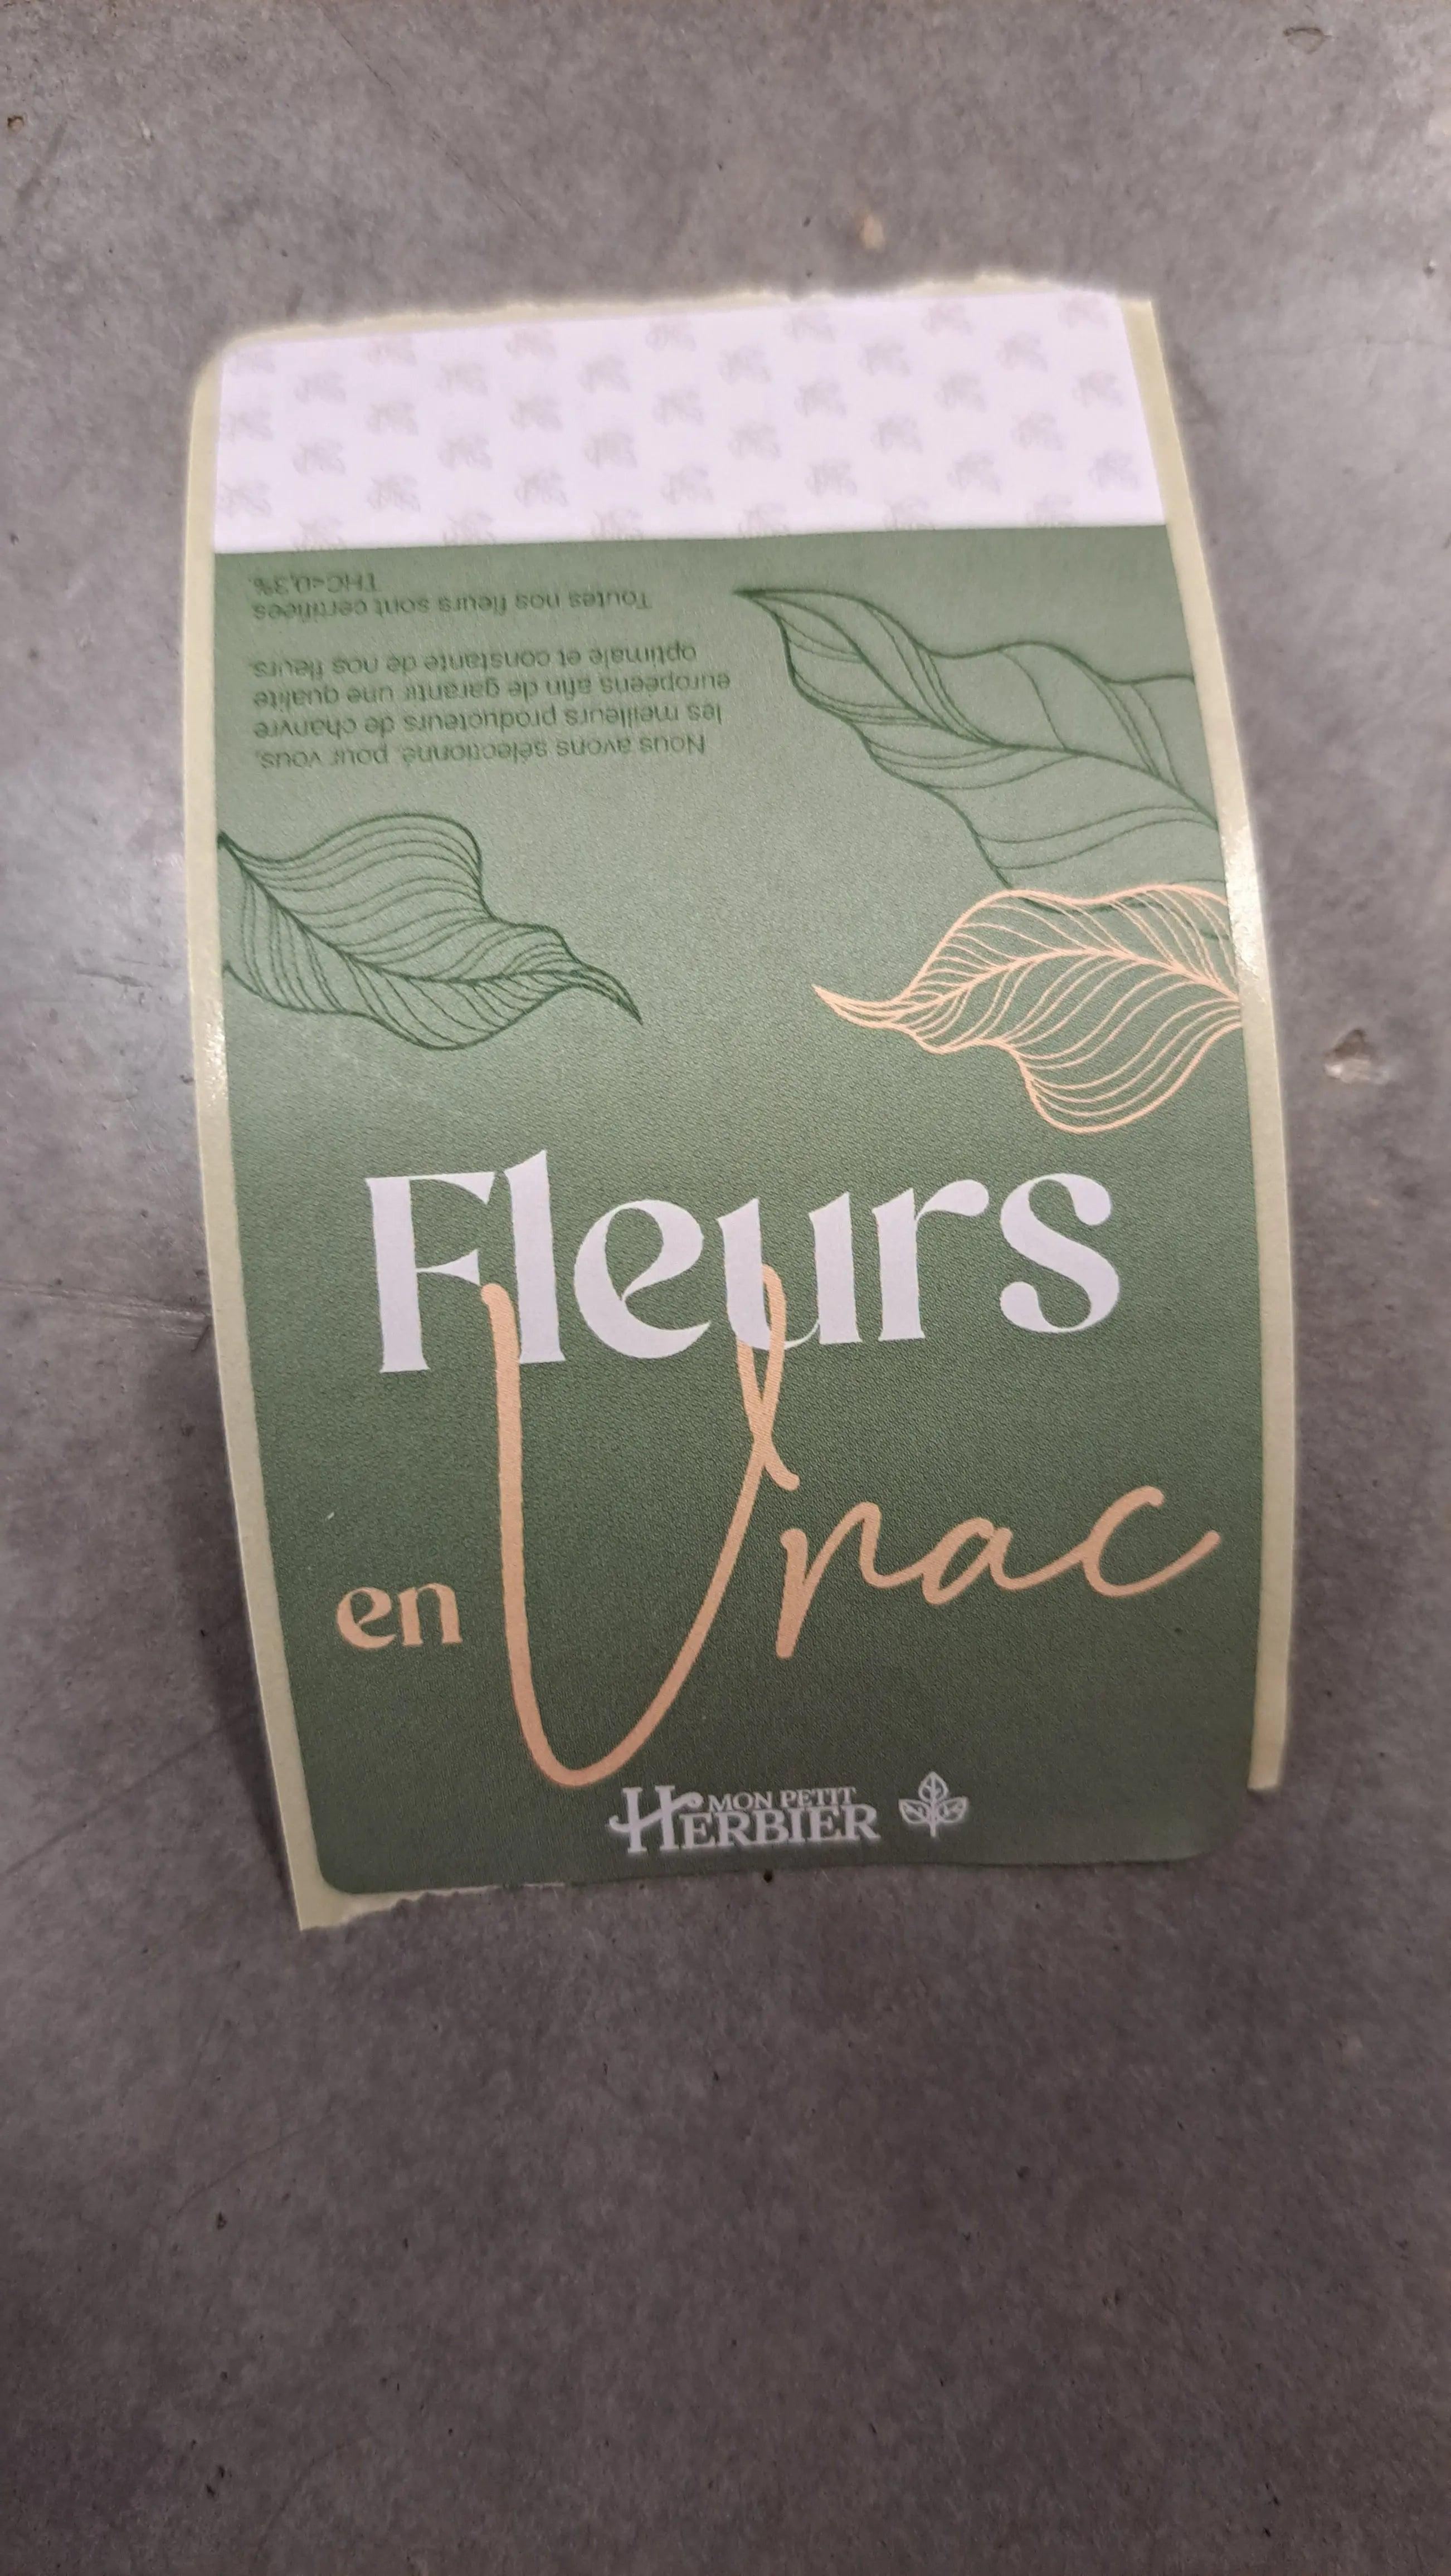 Nous avons sélectionné, pour vous,
les meilleurs producteurs de chanvre
européens afin de garantir une qualité
optimale et constante de nos fleurs.
Toutes nos fleurs sont certifiées
THC<0,3%.
Fleurs
en Vrac
MON PETIT
HERBIER